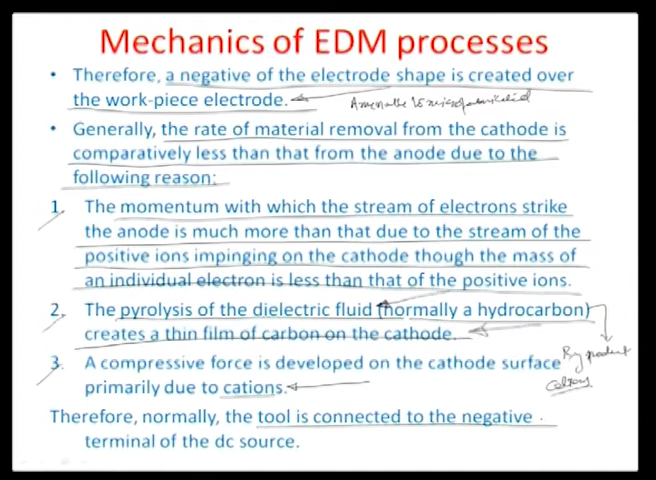 Mechanics of EDM processes
• Therefore, a negative of the electrode shape is created over
the work-piece electrode.
• Generally, the rate of material removal from the cathode is
comparatively less than that from the anode due to the
following reason:
1. The momentum with which the stream of electrons strike
the anode is much more than that due to the stream of the
positive ions impinging on the cathode though the mass of
an individual electron is less than that of the positive ions.
2. The pyrolysis of the dielectric fluid (normally a hydrocarbon)
creates a thin film of carbon on the cathode.
3. A compressive force is developed on the cathode surface
By product
primarily due to cations.
Therefore, normally, the tool is connected to the negative
terminal of the dc source.